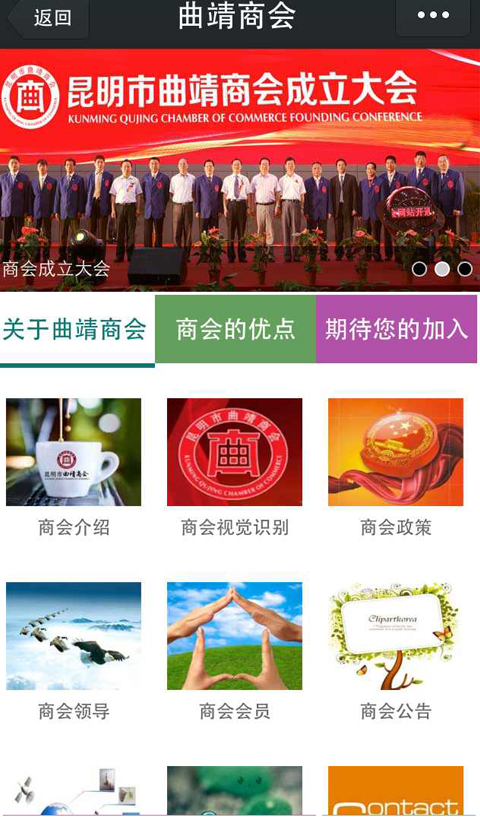 返回
曲靖商会
昆明市曲靖商会成立大会
KUNMING QUJING CHAMBER OF COMMERCE FOUNDING CONFERENCE
网站开通
商会成立大会
关于曲靖商会
商会的优点
期待您的加入
昆明市曲靖商会
昆明市曲靖商会
KUNMING QUJING CHAMBER OF COMMERCE
商会介绍
商会视觉识别
商会政策
Clipartkorea
商会领导
商会会员
商会公告
Contact